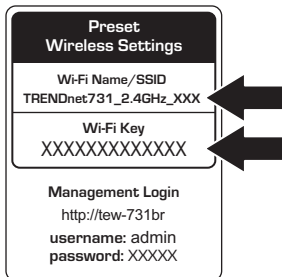 Preset
Wireless Settings
Wi-Fi Name/SSID
TRENDnet731_2.4GHz_XXX
Wi-Fi Key
XXXXXXXXXXXXX
Management Login
http://tew-731br
username: admin
password: XXXXX